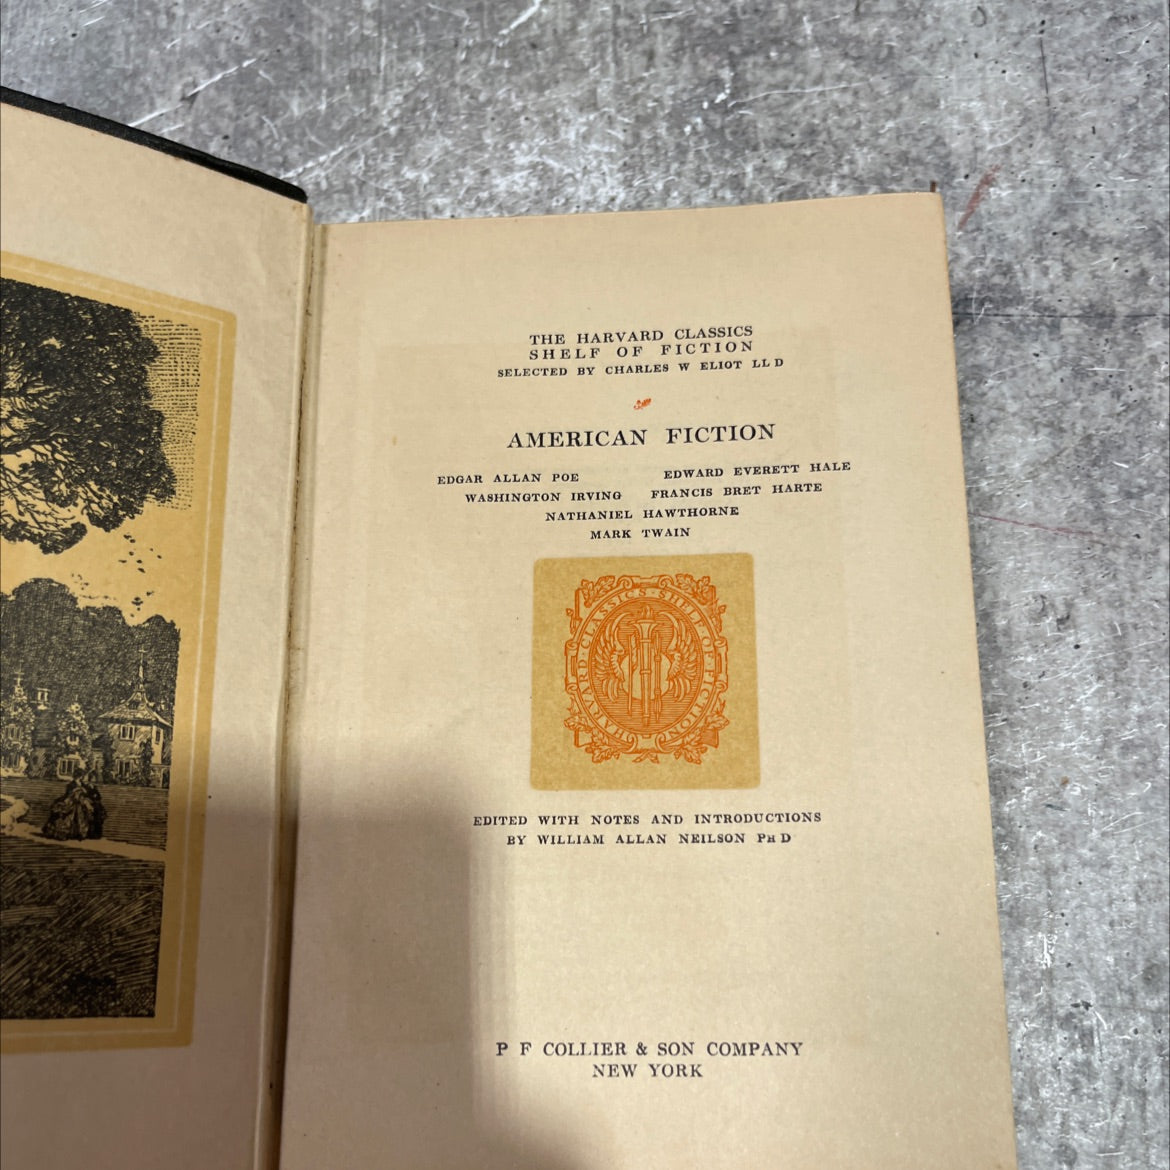 THE HARVARD CLASSICS
SHELF OF FICTION
SELECTED BY CHARLES W ELIOT LL D
AMERICAN FICTION
EDGAR ALLAN POE EDWARD EVERETT HALE
WASHINGTON IRVING FRANCIS BRET HARTE
NATHANIEL HAWTHORNE
MARK TWAIN
HARVARD·CLASSICS·SHELF·OF·FICTION
EDITED WITH NOTES AND INTRODUCTIONS
BY WILLIAM ALLAN NEILSON PH D
P F COLLIER & SON COMPANY
NEW YORK